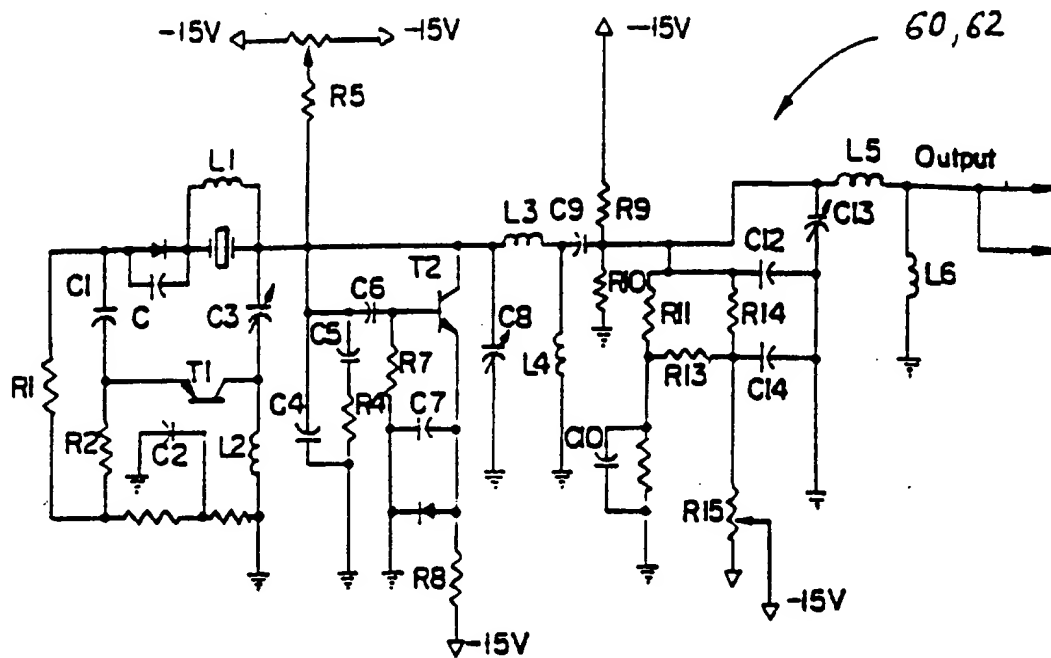 60,62
-15V
-15V
-15V
R5
L1
L5
Output
C13
L3
C9
R9
C12
T2
L6
C1
C
C3
C6
C8
R10
R11
R14
C5
R7
L4
R13
C14
R1
T1
R4
C7
C4
R2
C2
L2
C10
R15
R8
-15V
-15V